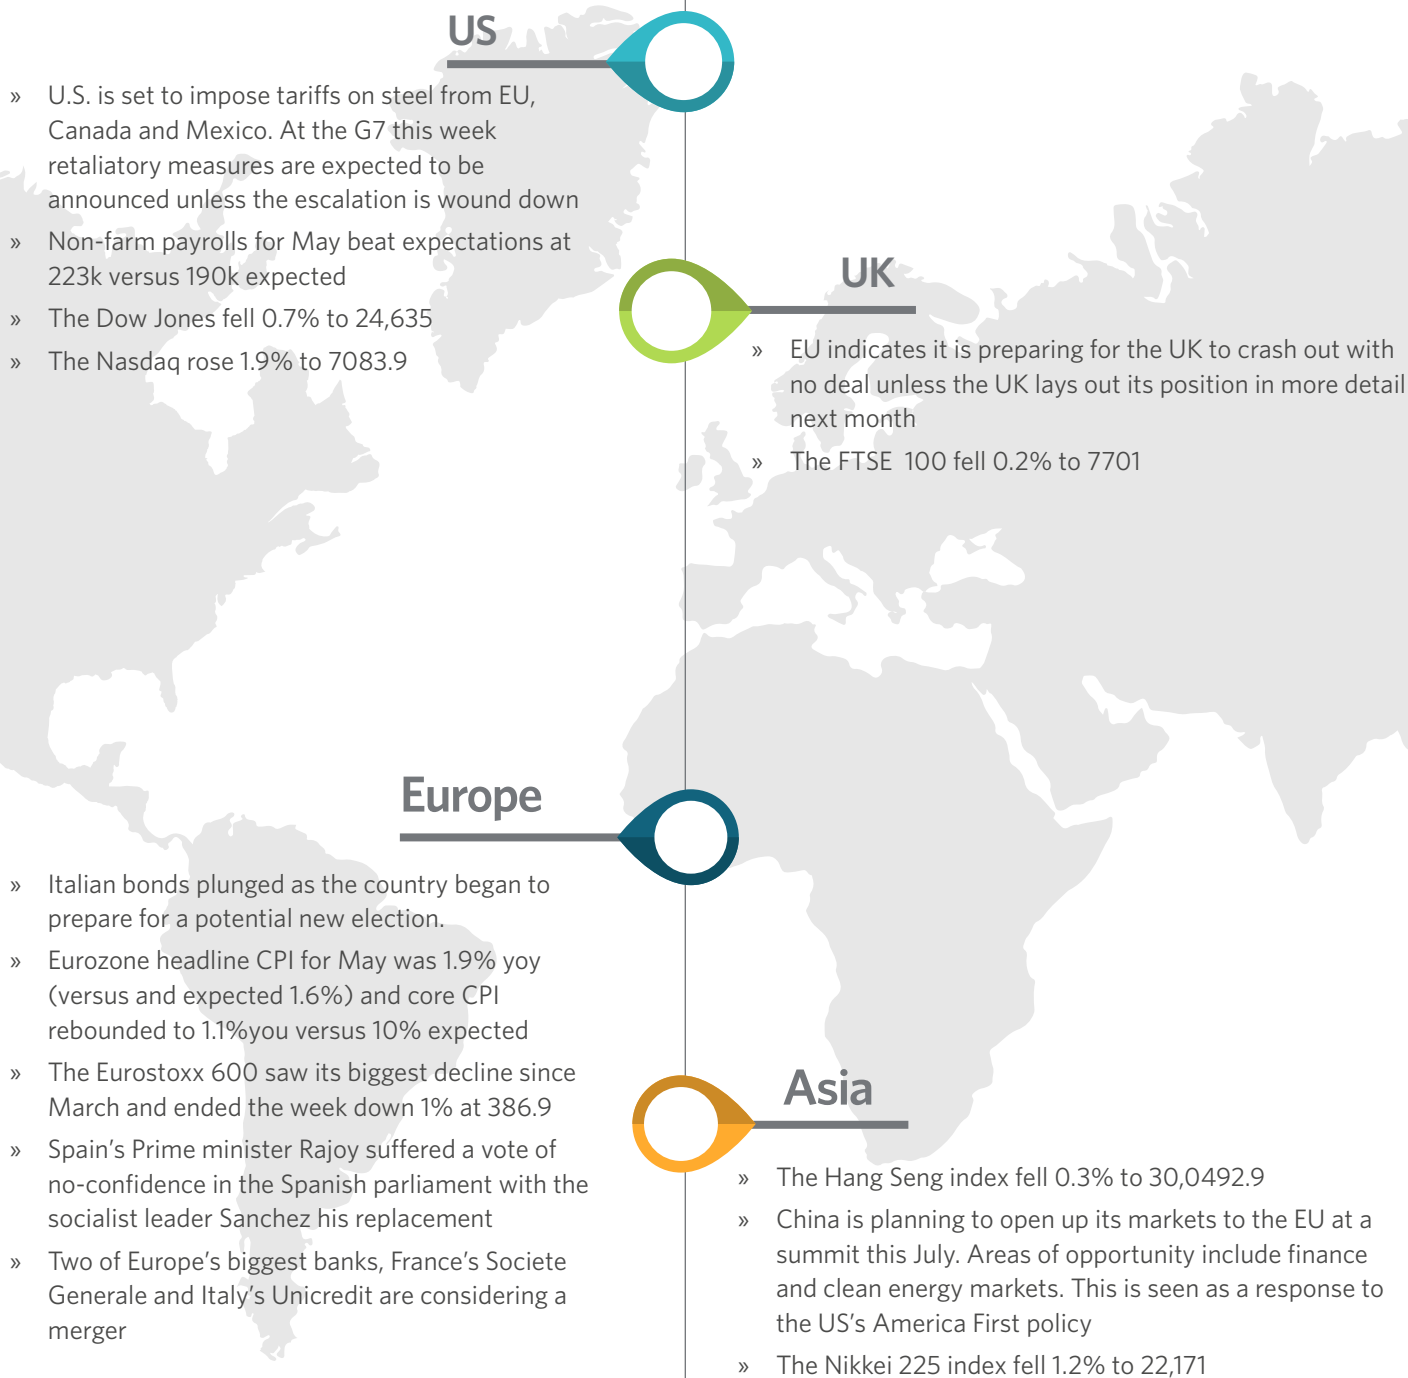 US
» U.S. is set to impose tariffs on steel from EU,
Canada and Mexico. At the G7 this week
retaliatory measures are expected to be
announced unless the escalation is wound down
» Non-farm payrolls for May beat expectations at
223k versus 190k expected
» The Dow Jones fell 0.7% to 24,635
» The Nasdaq rose 1.9% to 7083.9
UK
» EU indicates it is preparing for the UK to crash out with
no deal unless the UK lays out its position in more detail
next month
» The FTSE  100 fell 0.2% to 7701
Europe
» Italian bonds plunged as the country began to
prepare for a potential new election.
» Eurozone headline CPI for May was 1.9% yoy
(versus and expected 1.6%) and core CPI
rebounded to 1.1%you versus 10% expected
» The Eurostoxx 600 saw its biggest decline since
March and ended the week down 1% at 386.9
» Spain’s Prime minister Rajoy suffered a vote of
no-confidence in the Spanish parliament with the
socialist leader Sanchez his replacement
» Two of Europe’s biggest banks, France’s Societe
Generale and Italy’s Unicredit are considering a
merger
Asia
» The Hang Seng index fell 0.3% to 30,0492.9
» China is planning to open up its markets to the EU at a
summit this July. Areas of opportunity include finance
and clean energy markets. This is seen as a response to
the US’s America First policy
» The Nikkei 225 index fell 1.2% to 22,171